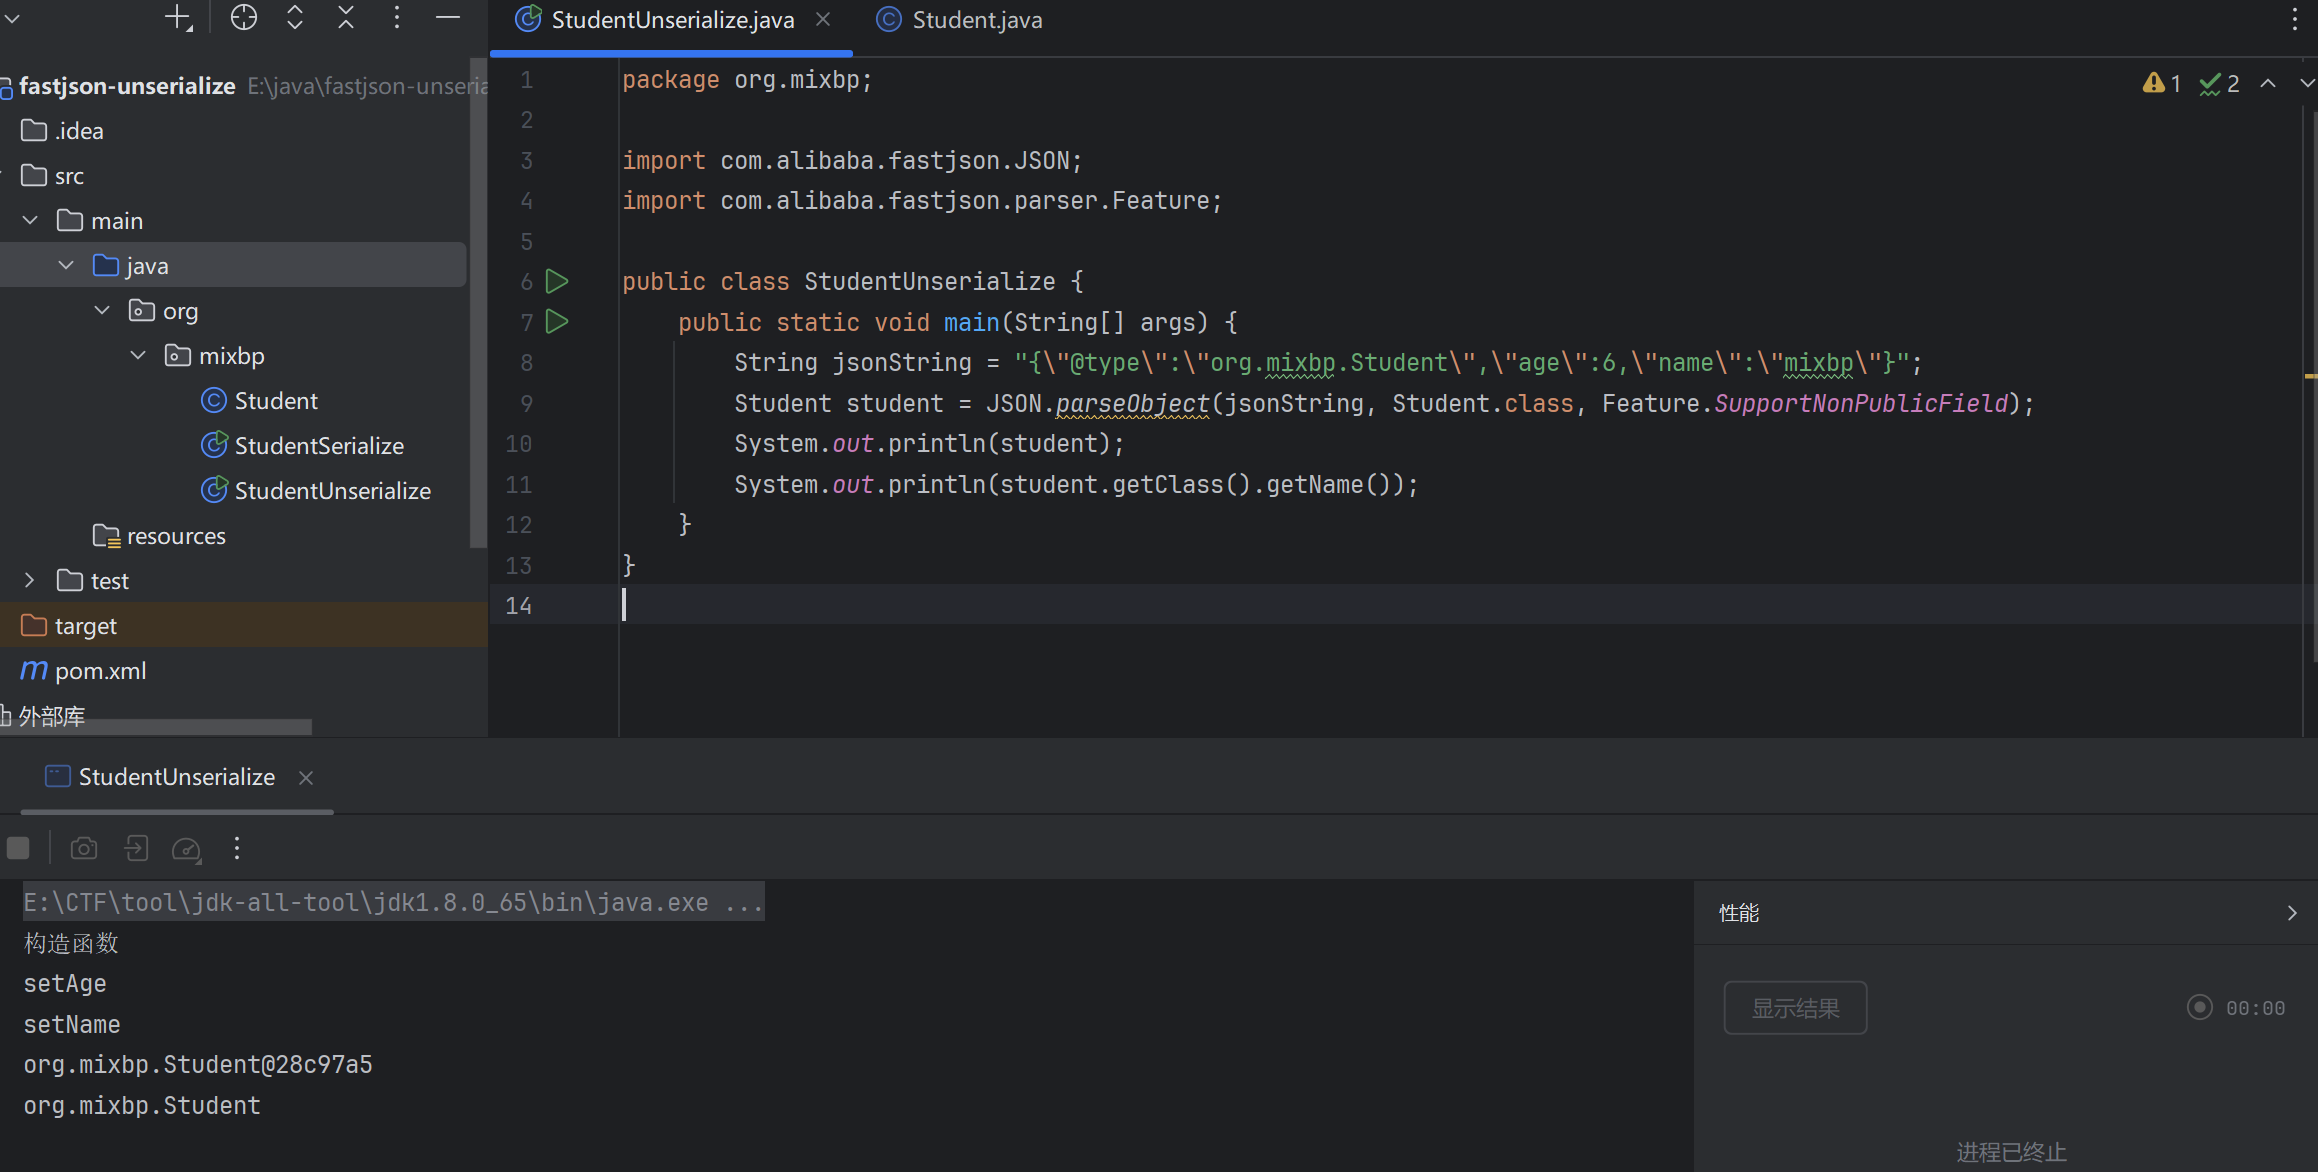 StudentUnserialize.java
Student.java
fastjson-unserialize E:\java\fastjson-unseria
.idea
src
main
java
org
mixbp
Student
StudentSerialize
StudentUnserialize
resources
test
target
pom.xml
外部库
1 package org.mixbp;
2
3 import com.alibaba.fastjson.JSON;
4 import com.alibaba.fastjson.parser.Feature;
5
6 public class StudentUnserialize {
7 public static void main(String[] args) {
8 String jsonString = "{\"@type\":\"org.mixbp.Student\",\"age\":6,\"name\":\"mixbp\"}";
9 Student student = JSON.parseObject(jsonString, Student.class, Feature.SupportNonPublicField);
10 System.out.println(student);
11 System.out.println(student.getClass().getName());
12 }
13 }
14
1 2
StudentUnserialize
E:\CTF\tool\jdk-all-tool\jdk1.8.0_65\bin\java.exe ...
构造函数
setAge
setName
org.mixbp.Student@28c97a5
org.mixbp.Student
性能
显示结果
00:00
进程已终止